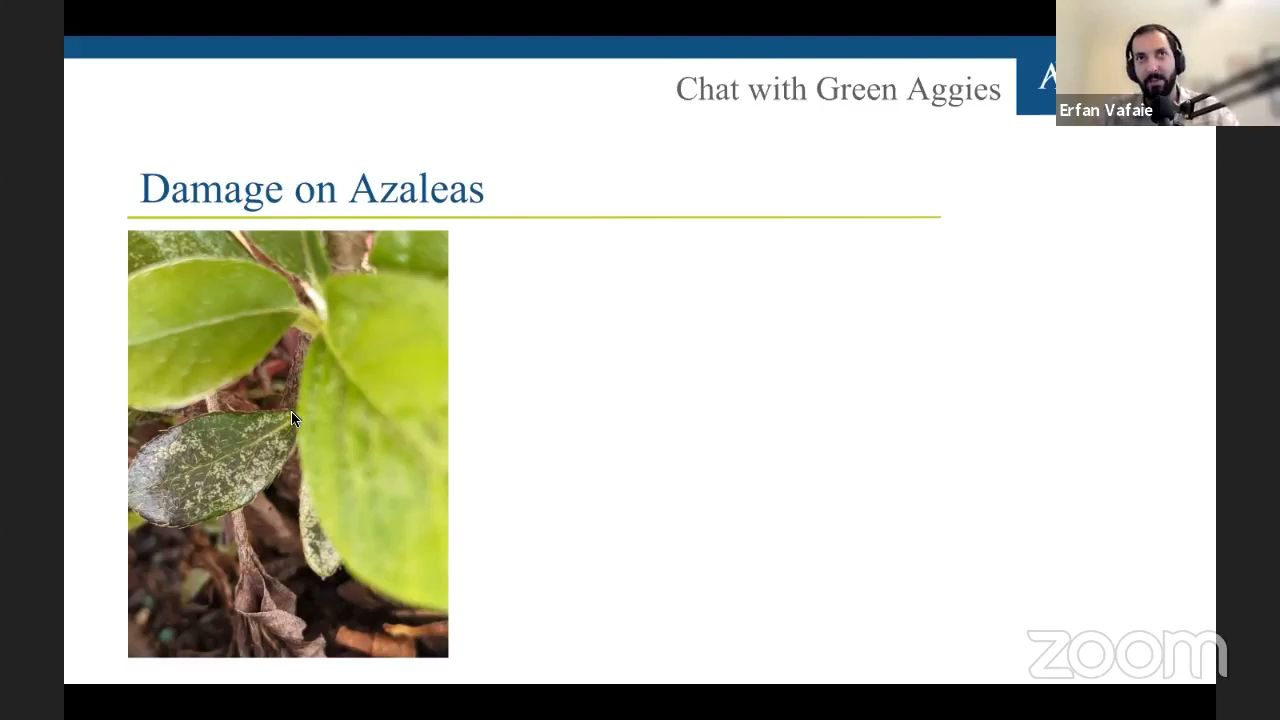 Chat with Green Aggies
A
Erfan Vafaie
Damage on Azaleas
zoom